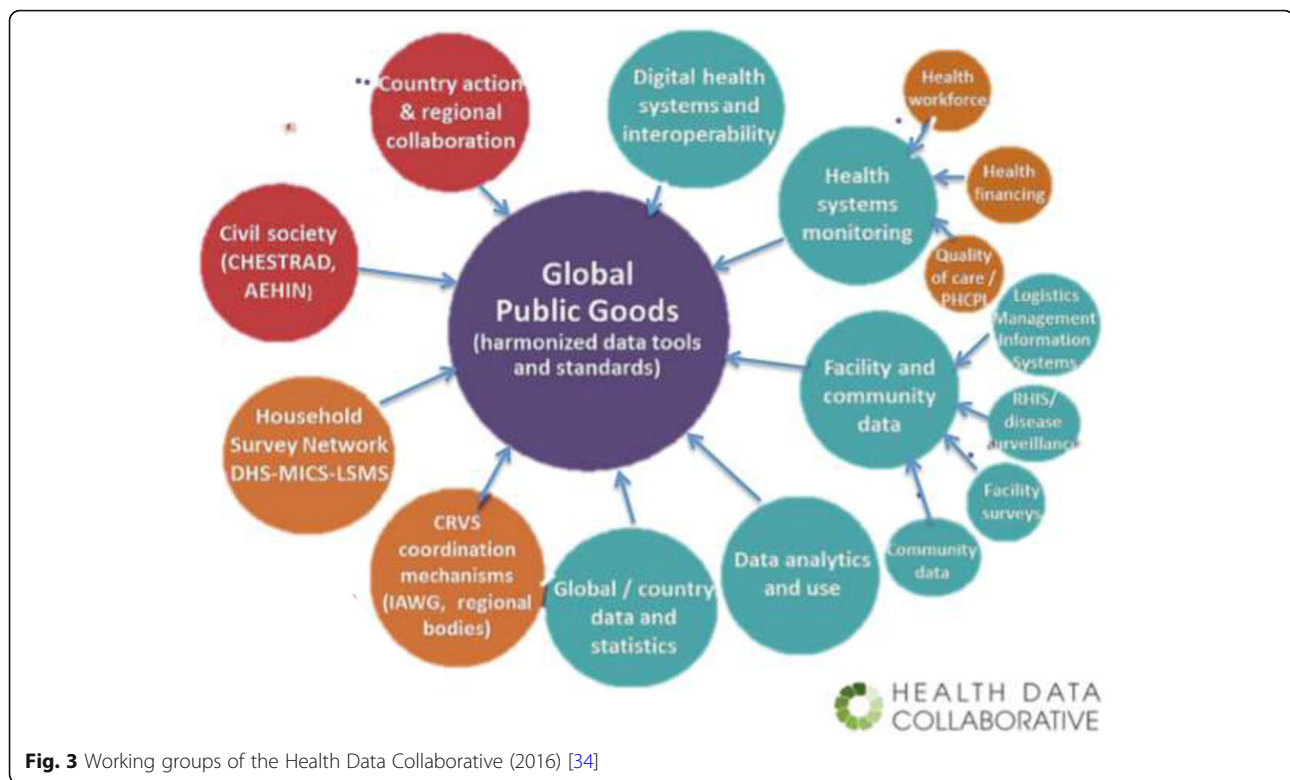 Country action
& regional
collaboration
Digital health
systems and
interoperability
Health
workforce
Health
financing
Health
systems
monitoring
Quality
of care /
PHCPI
Civil society
(CHESTRAD,
AEHIN)
Global
Public Goods
(harmonized data tools
and standards)
Logistics
Management
Information
Systems
Facility and
community
data
RHIS/
disease
surveillance
Household
Survey Network
DHS-MICS-LSMS
Facility
surveys
Community
data
CRVS
coordination
mechanisms
(IAWG, regional
bodies)
Global / country
data and
statistics
Data analytics
and use
HEALTH DATA
COLLABORATIVE
Fig. 3 Working groups of the Health Data Collaborative (2016) [34]